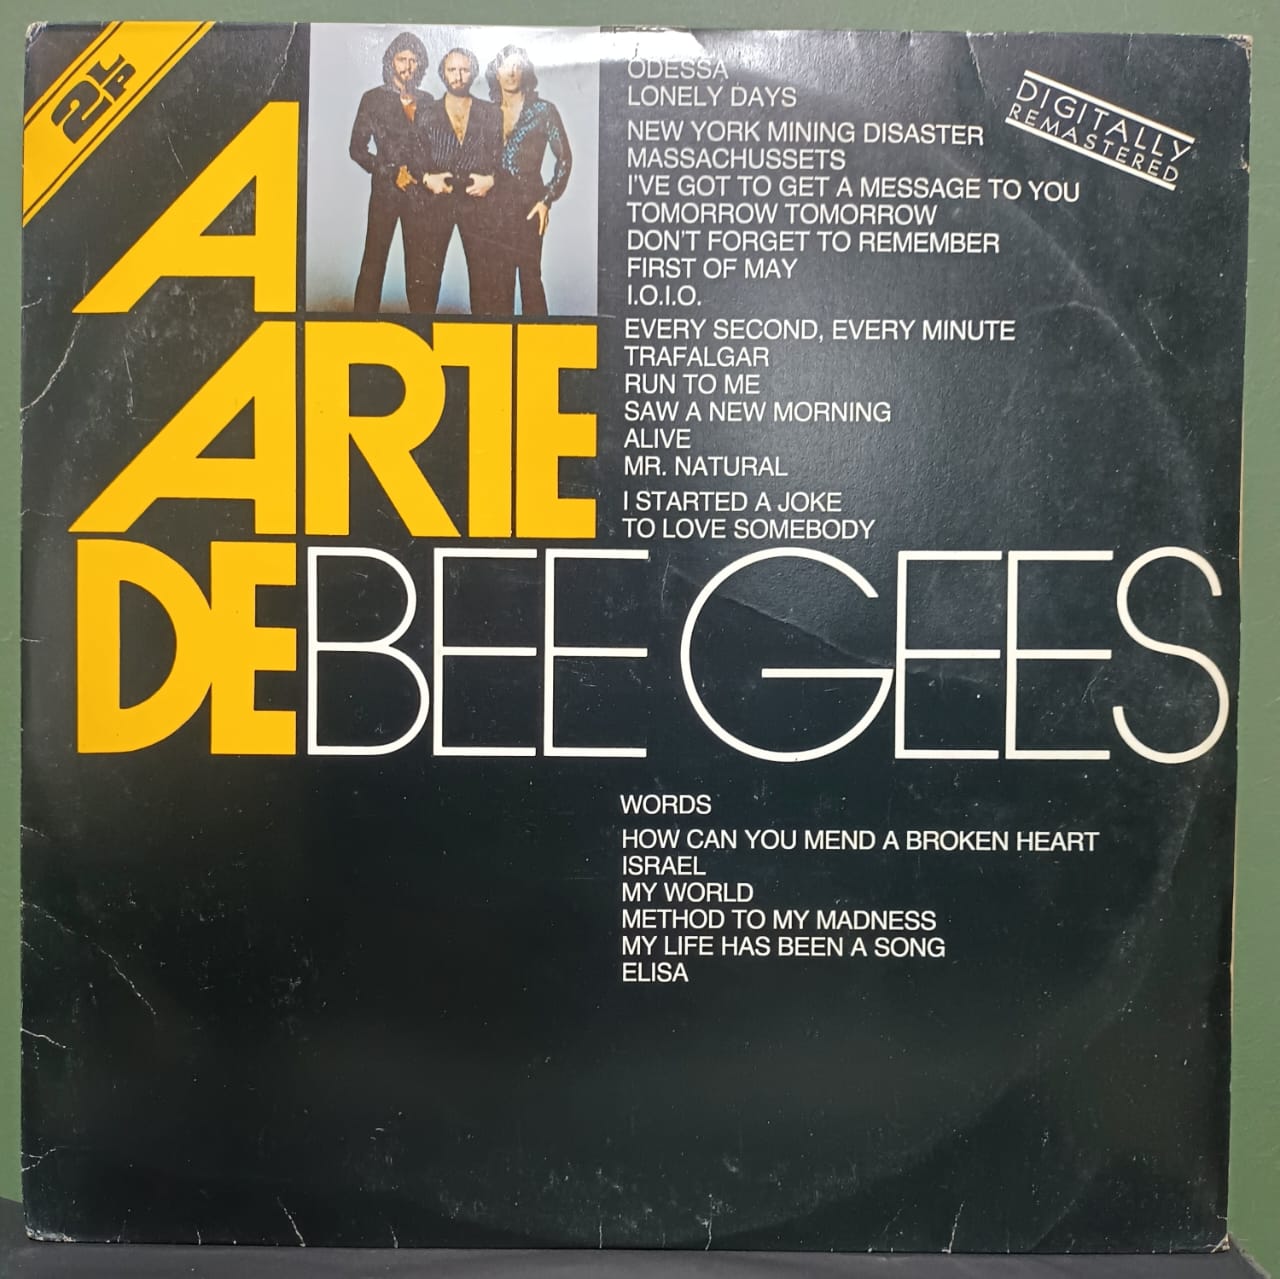 2 LP
A
ARTE
DE BEE GEES
ODESSA
LONELY DAYS
NEW YORK MINING DISASTER
MASSACHUSSETS
I'VE GOT TO GET A MESSAGE TO YOU
TOMORROW TOMORROW
DON'T FORGET TO REMEMBER
FIRST OF MAY
I.O.I.O.
EVERY SECOND, EVERY MINUTE
TRAFALGAR
RUN TO ME
SAW A NEW MORNING
ALIVE
MR. NATURAL
I STARTED A JOKE
TO LOVE SOMEBODY
WORDS
HOW CAN YOU MEND A BROKEN HEART
ISRAEL
MY WORLD
METHOD TO MY MADNESS
MY LIFE HAS BEEN A SONG
ELISA
DIGITALLY
REMASTERED